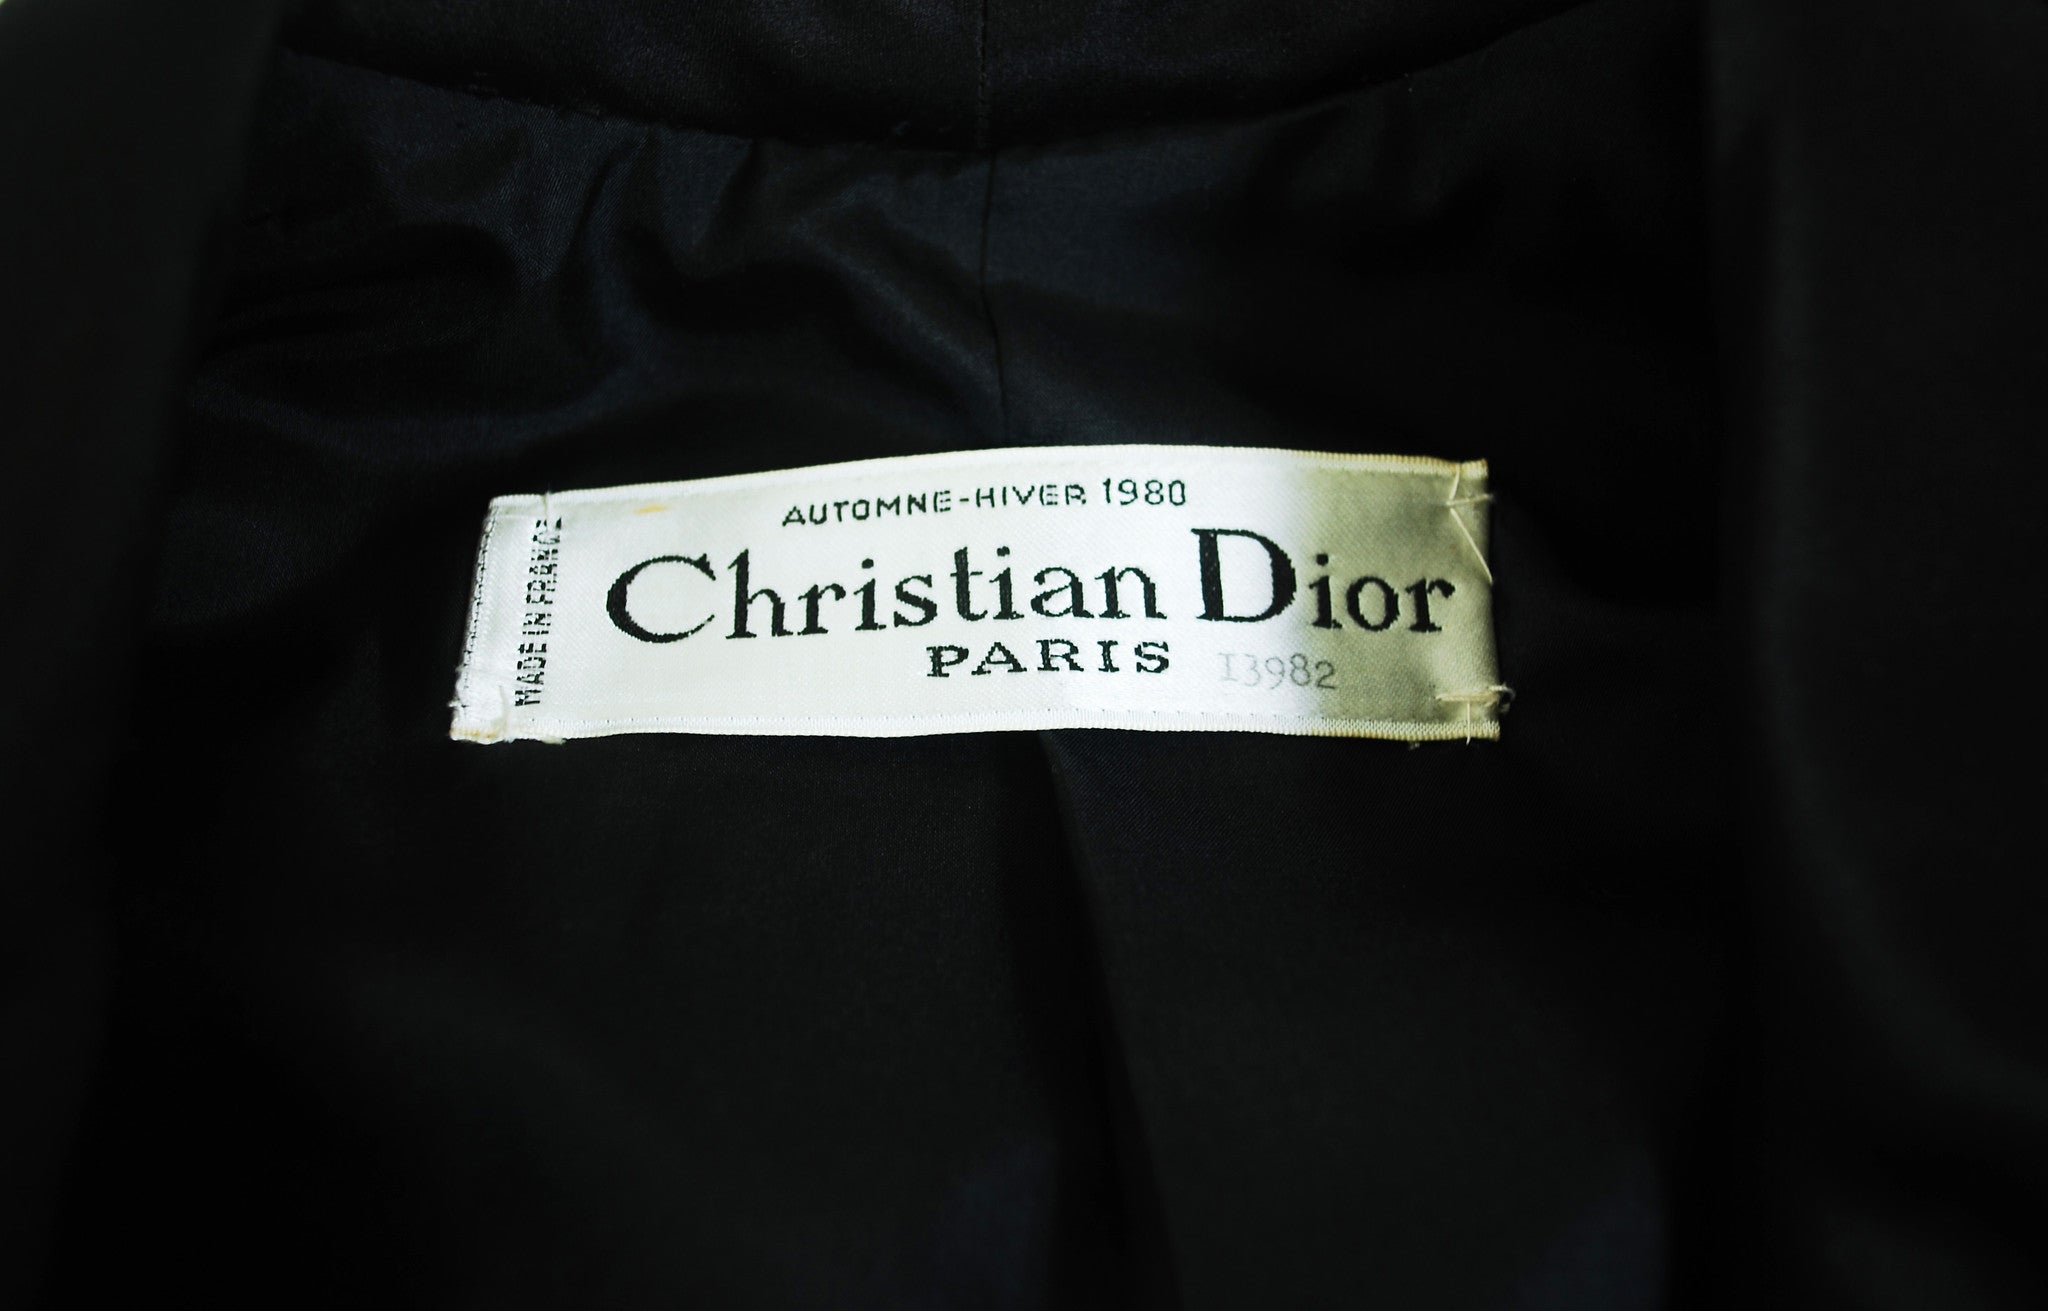 AUTOMNE-HIVER 1980
Christian Dior
PARIS
13982
MADE IN FRANCE